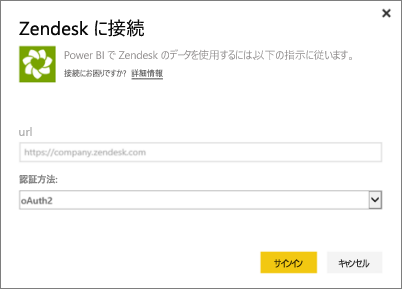 Zendesk に接続
Power BI で Zendesk のデータを使用するには、以下の指示に従います。
接続にお困りですか? 詳細情報
url
https://company.zendesk.com
認証方法:
oAuth2
サインイン キャンセル